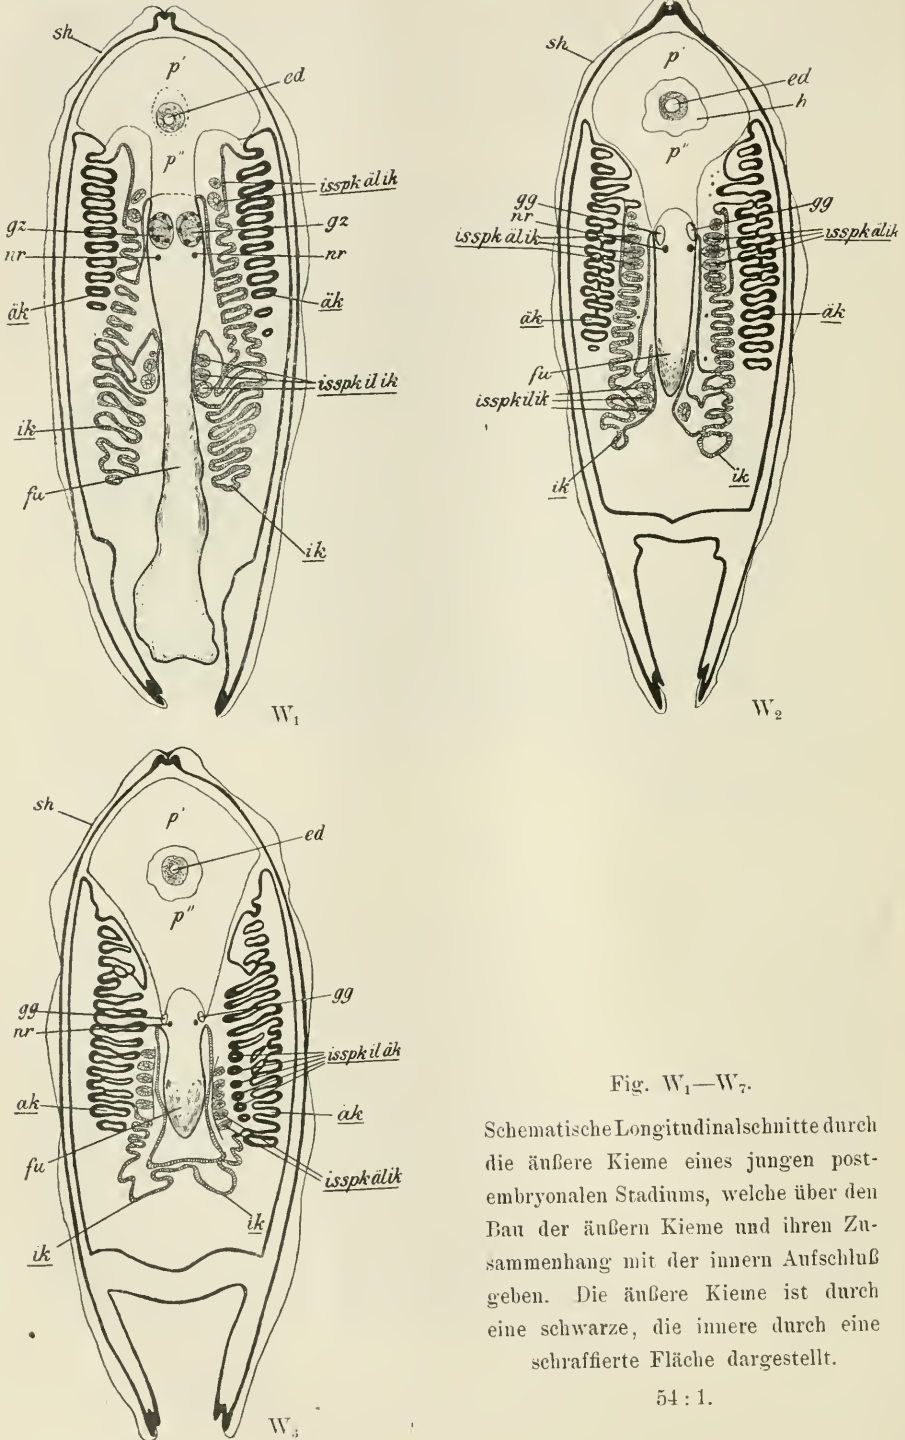 sh
p'
ed
p''
isspkälik
gz
gz
nr
nr
äk
äk
isspkilik
ik
fu
ik
W₁
sh
p'
ed
h
p''
gg
gg
nr
isspkälik
isspkälik
äk
äk
fu
isspkilik
ik
ik
W₂
sh
p'
ed
p''
gg
gg
nr
isspkiläk
ak
ak
fu
isspkälik
ik
ik
Fig. W₁—W₇.
Schematische Longitudinalschnitte durch
die äußere Kieme eines jungen post-
embryonalen Stadiums, welche über den
Bau der äußern Kieme und ihren Zu-
sammenhang mit der innern Aufschluß
geben. Die äußere Kieme ist durch
eine schwarze, die innere durch eine
schraffierte Fläche dargestellt.
54 : 1.
W₃